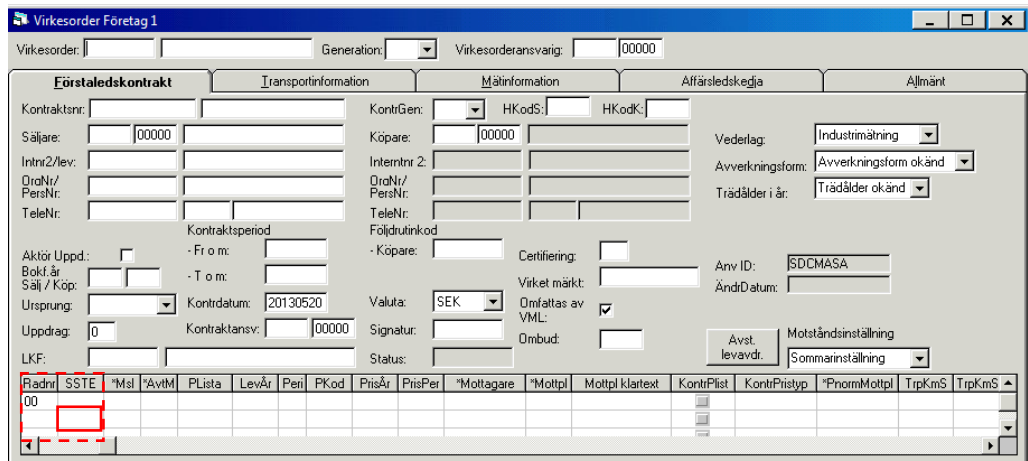 Virkesorder Företag 1
Virkesorder: Generation: Virkesorderansvarig: 00000
Förstaledskontrakt Transportinformation Mätinformation Affärsledskedja Allmänt
Kontraktsnr: KontrGen: HKodS: HKodK:
Säljare: 00000 Köpare: 00000 Vederlag: Industrimätning
Intnr2/lev: Interntnr 2: Avverkningsform: Avverkningsform okänd
OrgNr/ PersNr: OrgNr/ PersNr: Trädålder i år: Trädålder okänd
TeleNr: TeleNr:
Kontraktsperiod Följdrutinkod
Aktör Uppd.: - Fr o m: - Köpare: Certifiering:
Bokf.år Sälj / Köp: - T o m: Virket märkt: Anv ID: SDCMASA
Ursprung: Kontrdatum: 20130520 Valuta: SEK Omfattas av VML: ÄndrDatum:
Uppdrag: 0 Kontraktansv: 00000 Signatur: Ombud: Avst. levavdr. Motståndsinställning
LKF: Status: Sommarinställning
Radnr SSTE *Msl *AvtM PLista LevÅr Peri PKod PrisÅr PrisPer *Mottagare *Mottpl Mottpl klartext KontrPlist KontrPristyp *PnormMottpl TrpKmS TrpKmS
00